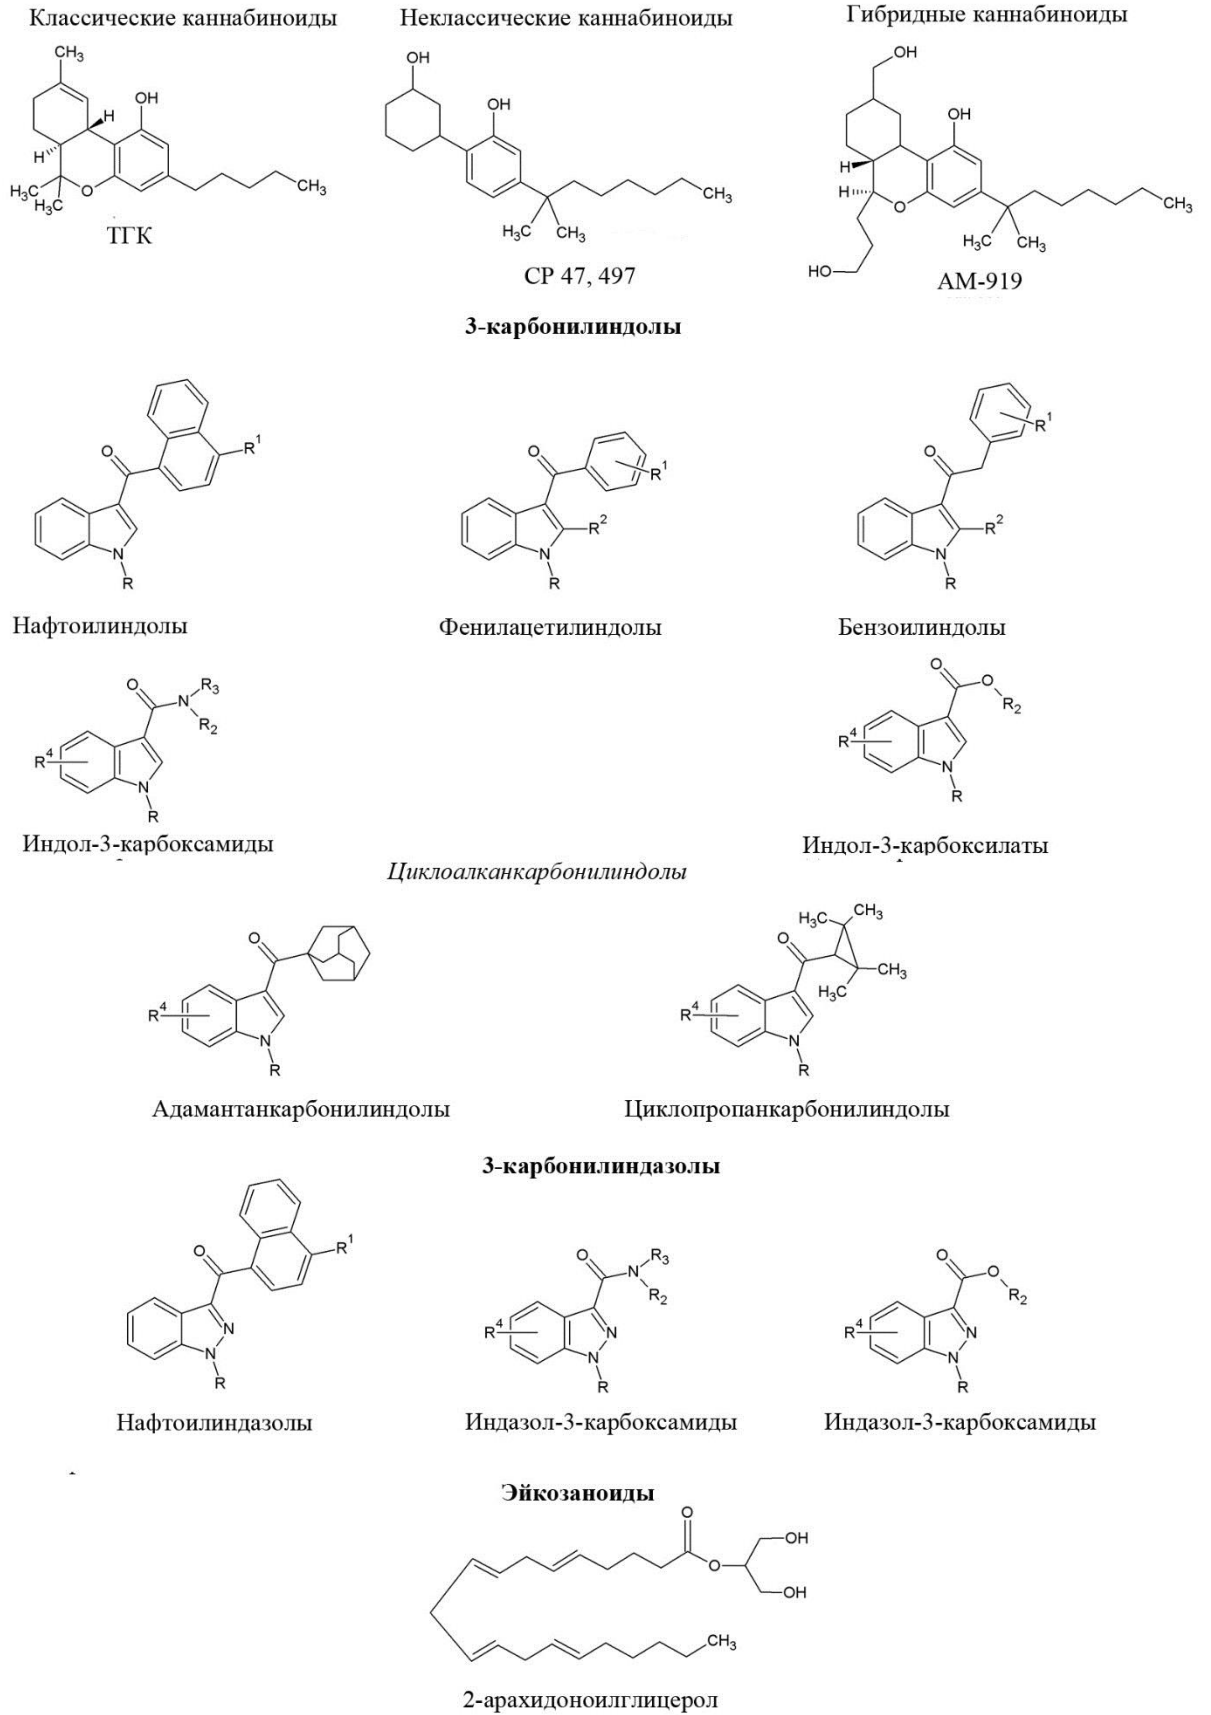 Классические каннабиноиды
Неклассические каннабиноиды
Гибридные каннабиноиды
CH3
OH
H
H
H3C
H3C
O
CH3
ТГК
OH
OH
CH3
H3C
CH3
CP 47, 497
OH
OH
H
H
O
CH3
H3C
CH3
HO
AM-919
3-карбонилиндолы
O
R1
N
R
Нафтоилиндолы
O
R1
R2
N
R
Фенилацетилиндолы
R1
O
R2
N
R
Бензоилиндолы
O
R3
N
R2
R4
N
R
Индол-3-карбоксамиды
O
O
R2
R4
N
R
Индол-3-карбоксилаты
Циклоалканкарбонилиндолы
O
R4
N
R
Адамантанкарбонилиндолы
H3C
CH3
O
CH3
H3C
R4
N
R
Циклопропанкарбонилиндолы
3-карбонилиндазолы
O
R1
N
N
R
Нафтоилиндазолы
O
R3
N
R2
R4
N
N
R
Индазол-3-карбоксамиды
O
O
R2
R4
N
N
R
Индазол-3-карбоксамиды
Эйкозаноиды
O
OH
O
OH
CH3
2-арахидоноилглицерол